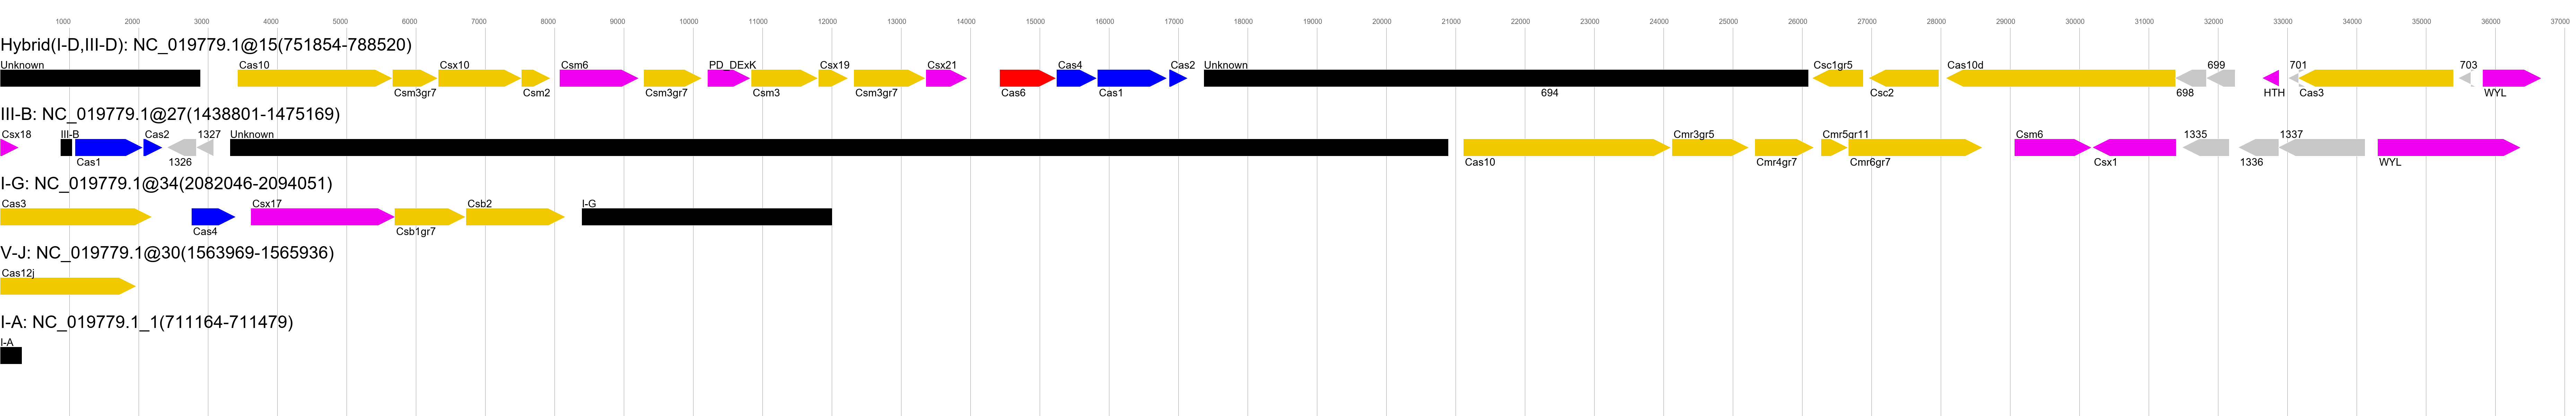 1000 2000 3000 4000 5000 6000 7000 8000 9000 10000 11000 12000 13000 14000 15000 16000 17000 18000 19000 20000 21000 22000 23000 24000 25000 26000 27000 28000 29000 30000 31000 32000 33000 34000 35000 36000 37000
Hybrid(I-D,III-D): NC_019779.1@15(751854-788520)
Unknown Cas10 Csx10 Csm6 PD_DExK Csx19 Csx21 Cas4 Cas2 Unknown Csc1gr5 Cas10d 699 701 703
Csm3gr7 Csm2 Csm3gr7 Csm3 Csm3gr7 Cas6 Cas1 694 Csc2 698 HTH Cas3 WYL
III-B: NC_019779.1@27(1438801-1475169)
Csx18 III-B Cas2 1327 Unknown Cmr3gr5 Cmr5gr11 Csm6 1335 1337
Cas1 1326 Cas10 Cmr4gr7 Cmr6gr7 Csx1 1336 WYL
I-G: NC_019779.1@34(2082046-2094051)
Cas3 Csx17 Csb2 I-G
Cas4 Csb1gr7
V-J: NC_019779.1@30(1563969-1565936)
Cas12j
I-A: NC_019779.1_1(711164-711479)
I-A